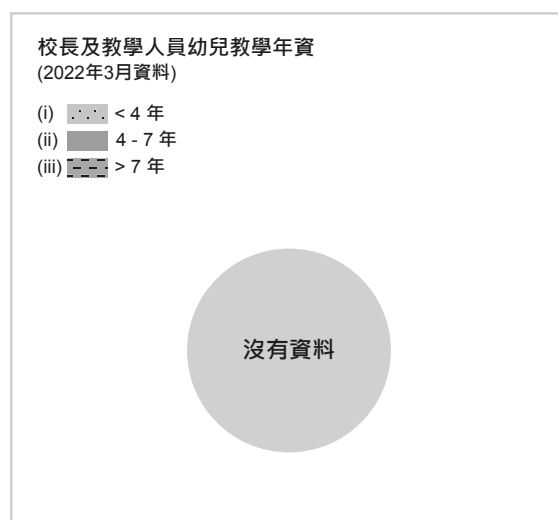 校長及教學人員幼兒教學年資
(2022年3月資料)
(i) < 4 年
(ii) 4 - 7 年
(iii) > 7 年
沒有資料